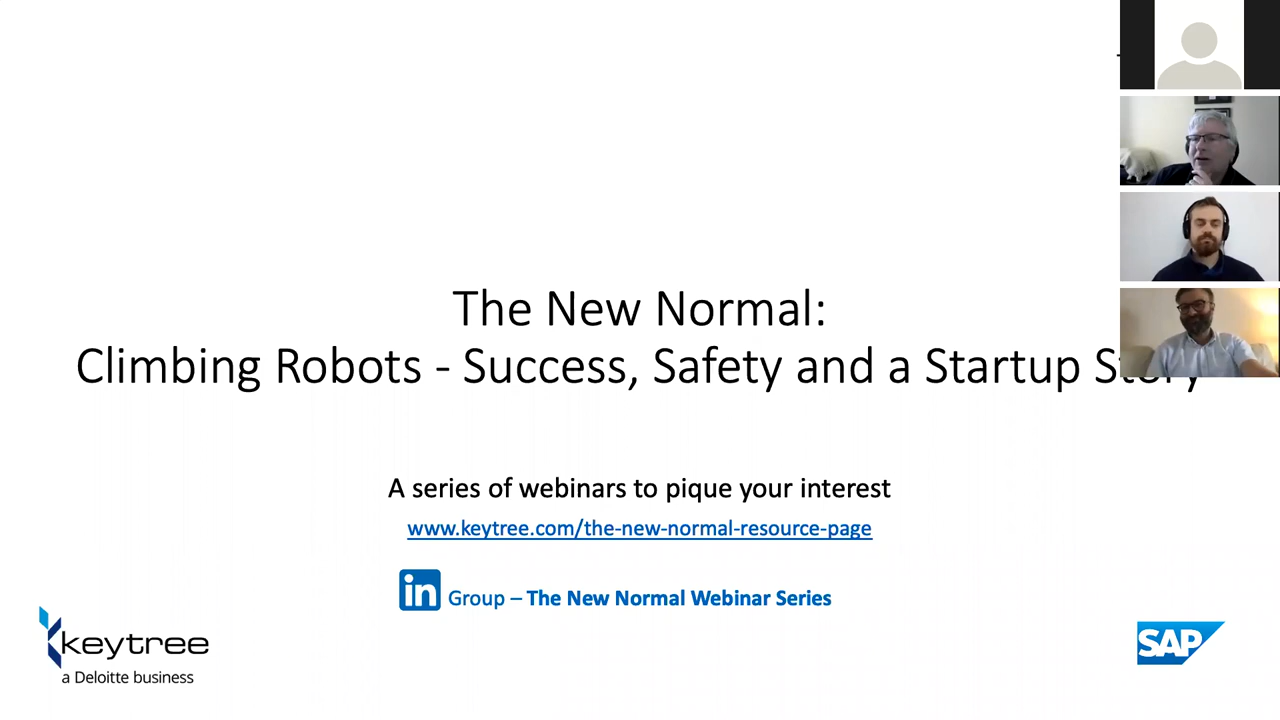 The New Normal:
Climbing Robots - Success, Safety and a Startup Story
A series of webinars to pique your interest
www.keytree.com/the-new-normal-resource-page
in Group – The New Normal Webinar Series
keytree
a Deloitte business
SAP